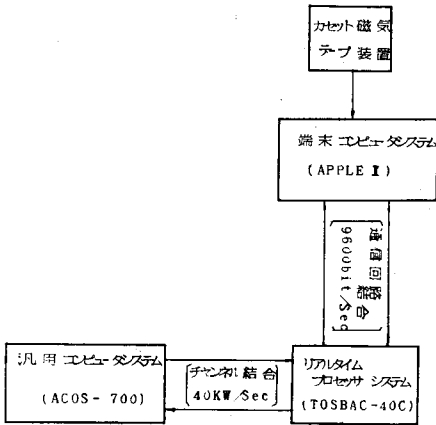 カセット磁気
テープ装置
端末コンピュータシステム
(APPLE Ⅱ)
通信回路
結合
9600bit/Sec
汎用コンピュータシステム
(ACOS-700)
チャンネル結合
40KW/Sec
リアルタイム
プロセッサシステム
(TOSBAC-40C)